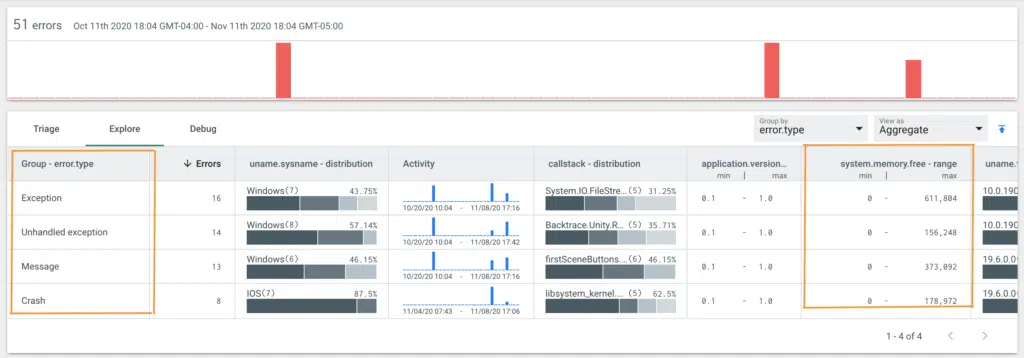 51 errors Oct 11th 2020 18:04 GMT-04:00 - Nov 11th 2020 18:04 GMT-05:00
Triage Explore Debug Group by error.type View as Aggregate
Group - error.type Errors uname.sysname - distribution Activity callstack - distribution application.version... min | max system.memory.free - range min | max uname.
Exception 16 Windows(7) 43.75% 10/20/20 10:04 - 11/08/20 17:16 System.IO.FileStre... (5) 31.25% 0.1 - 1.0 0 - 611,804 10.0.190
Unhandled exception 14 Windows(8) 57.14% 10/20/20 10:04 - 11/08/20 17:42 Backtrace.Unity.R... (5) 35.71% 0.1 - 1.0 0 - 156,248 10.0.190
Message 13 Windows(6) 46.15% 10/20/20 10:04 - 11/08/20 17:16 firstSceneButtons.... (6) 46.15% 0.1 - 1.0 0 - 373,092 19.6.0.0
Crash 8 IOS(7) 87.5% 11/04/20 07:43 - 11/08/20 17:06 libsystem_kernel.... (5) 62.5% 0.1 - 1.0 0 - 178,972 19.6.0.0
1 - 4 of 4